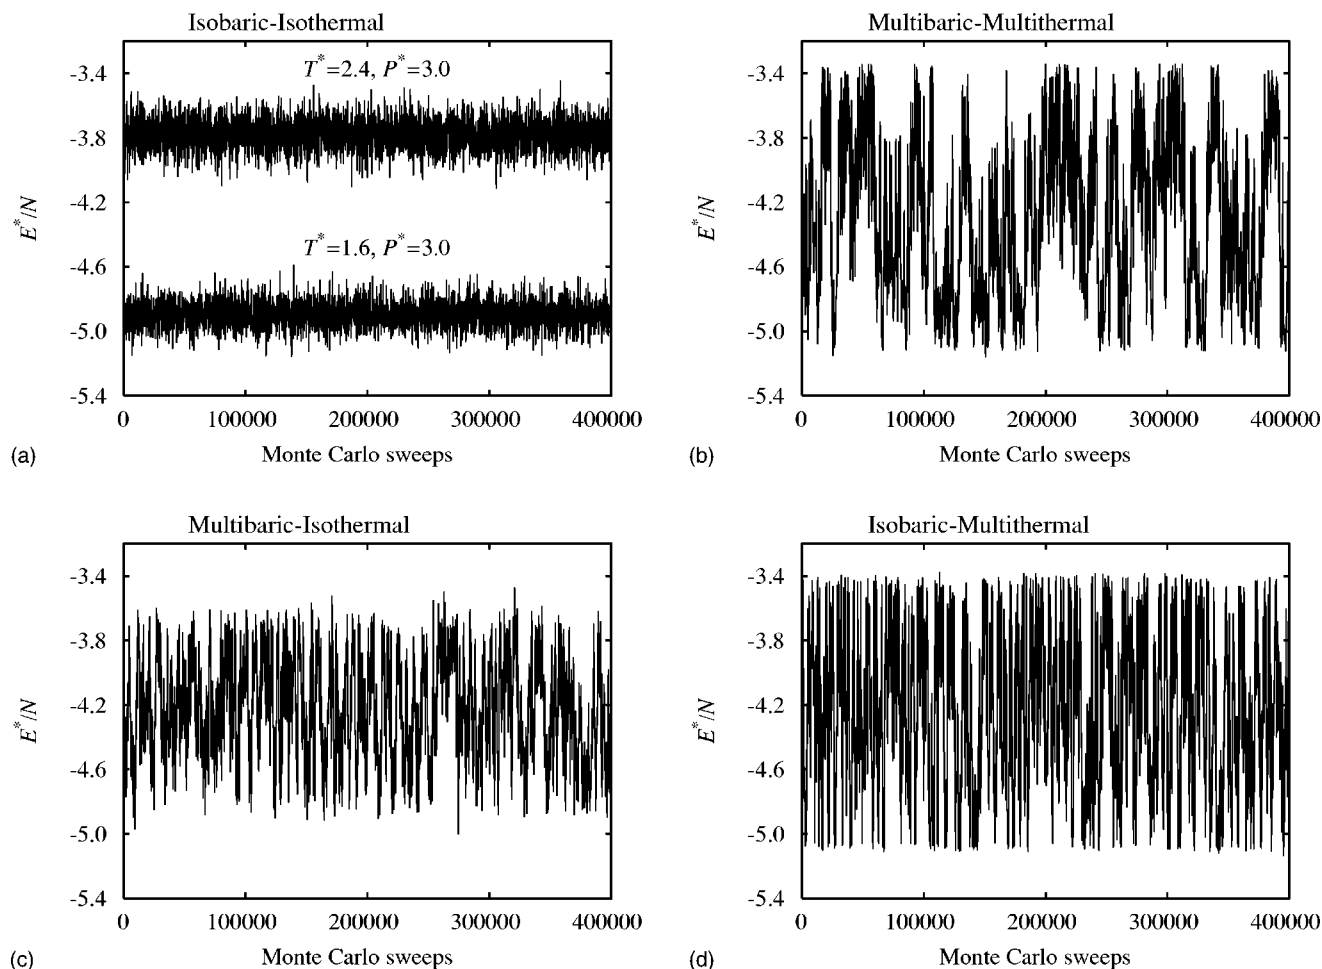 Isobaric-Isothermal
T*=2.4, P*=3.0
T*=1.6, P*=3.0
-3.4
-3.8
-4.2
-4.6
-5.0
-5.4
E*/N
0 100000 200000 300000 400000
Monte Carlo sweeps
(a)
Multibaric-Multithermal
-3.4
-3.8
-4.2
-4.6
-5.0
-5.4
E*/N
0 100000 200000 300000 400000
Monte Carlo sweeps
(b)
Multibaric-Isothermal
-3.4
-3.8
-4.2
-4.6
-5.0
-5.4
E*/N
0 100000 200000 300000 400000
Monte Carlo sweeps
(c)
Isobaric-Multithermal
-3.4
-3.8
-4.2
-4.6
-5.0
-5.4
E*/N
0 100000 200000 300000 400000
Monte Carlo sweeps
(d)